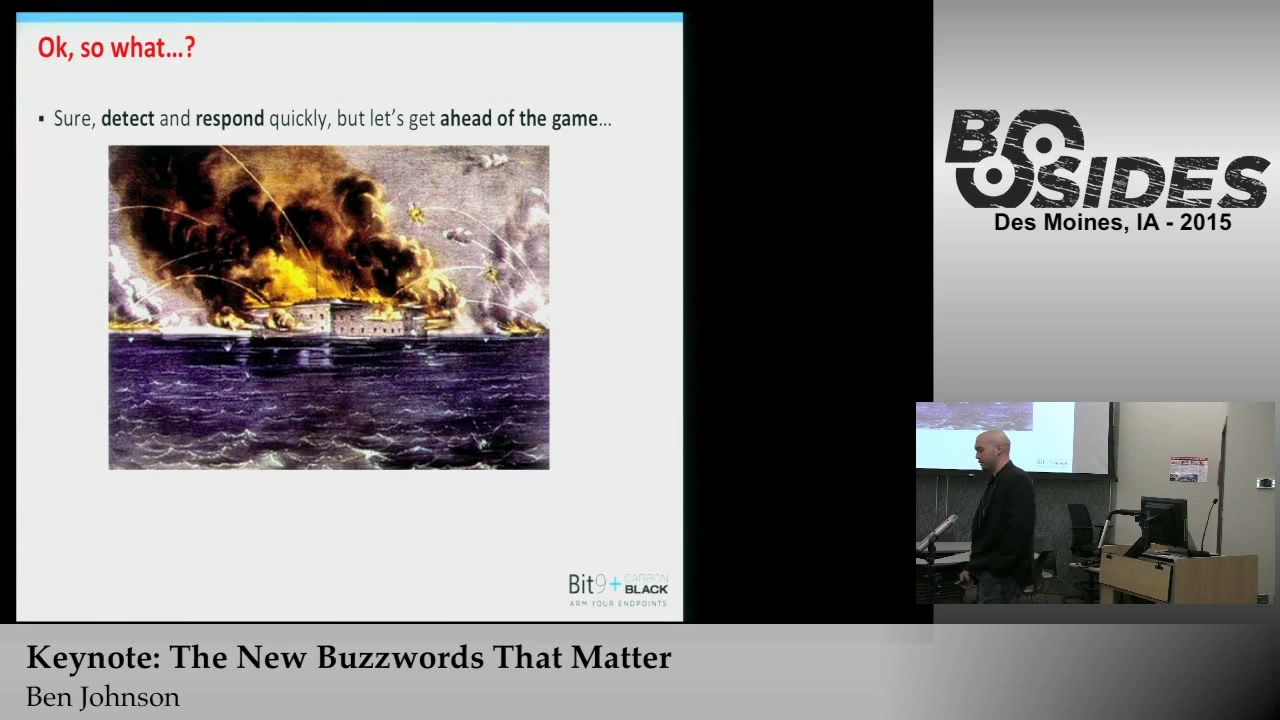 Ok, so what...?
▪ Sure, detect and respond quickly, but let's get ahead of the game...
Bit9+ CARBON BLACK
ARM YOUR ENDPOINTS
BSIDES
Des Moines, IA - 2015
Keynote: The New Buzzwords That Matter
Ben Johnson